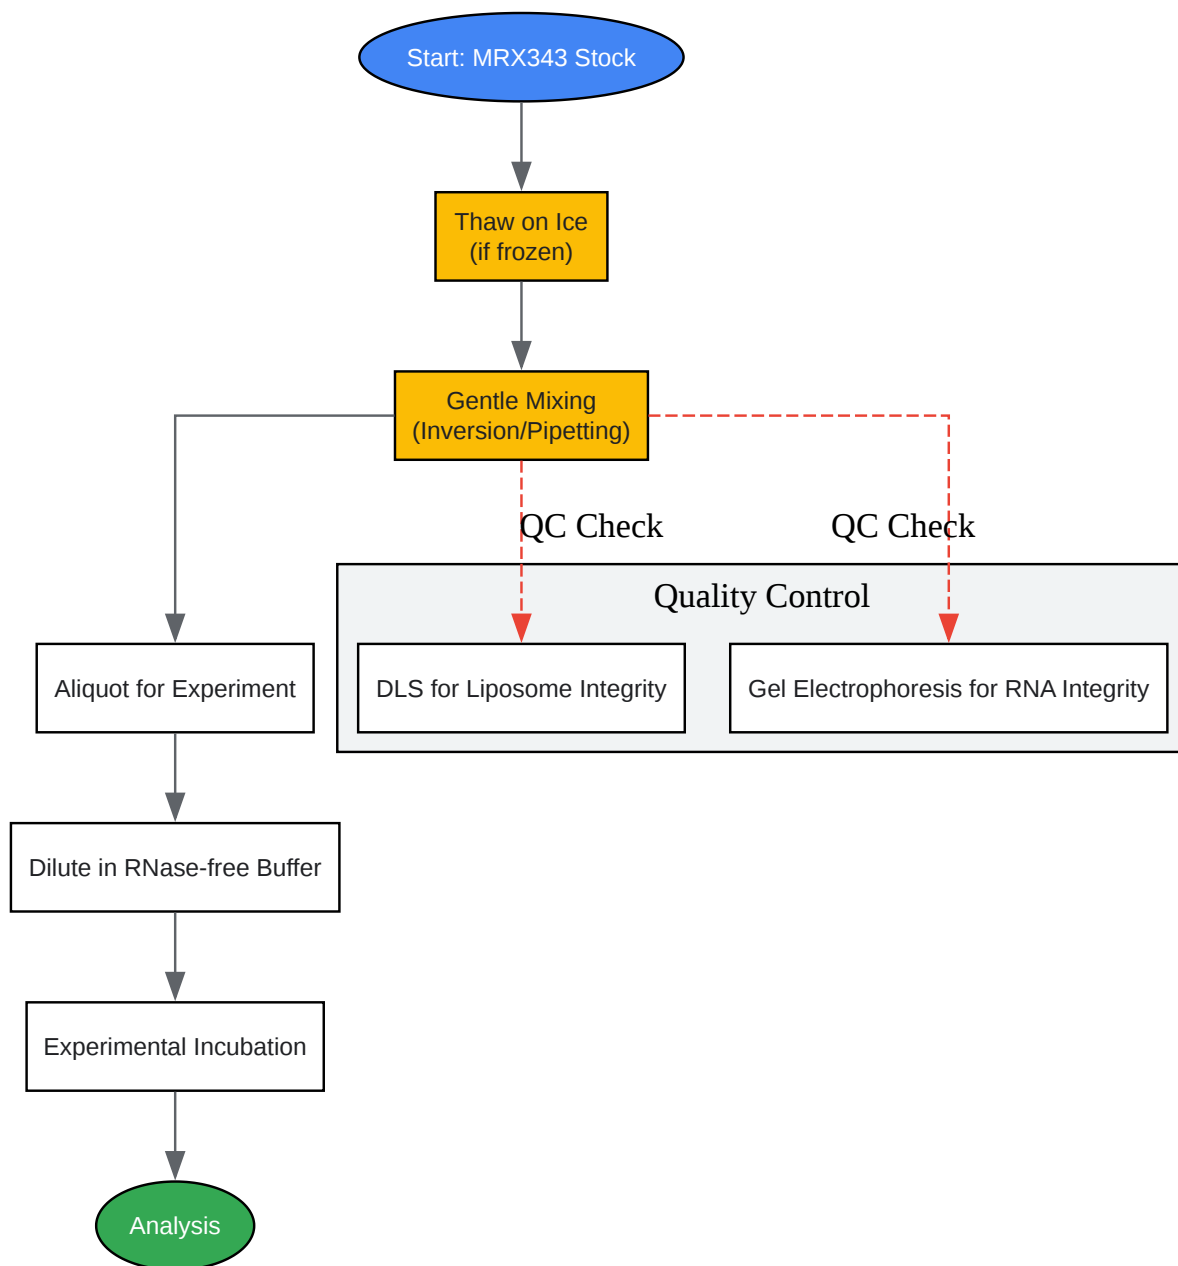 Start: MRX343 Stock
Thaw on Ice
(if frozen)
Gentle Mixing
(Inversion/Pipetting)
QC Check
QC Check
Quality Control
Aliquot for Experiment
DLS for Liposome Integrity
Gel Electrophoresis for RNA Integrity
Dilute in RNase-free Buffer
Experimental Incubation
Analysis